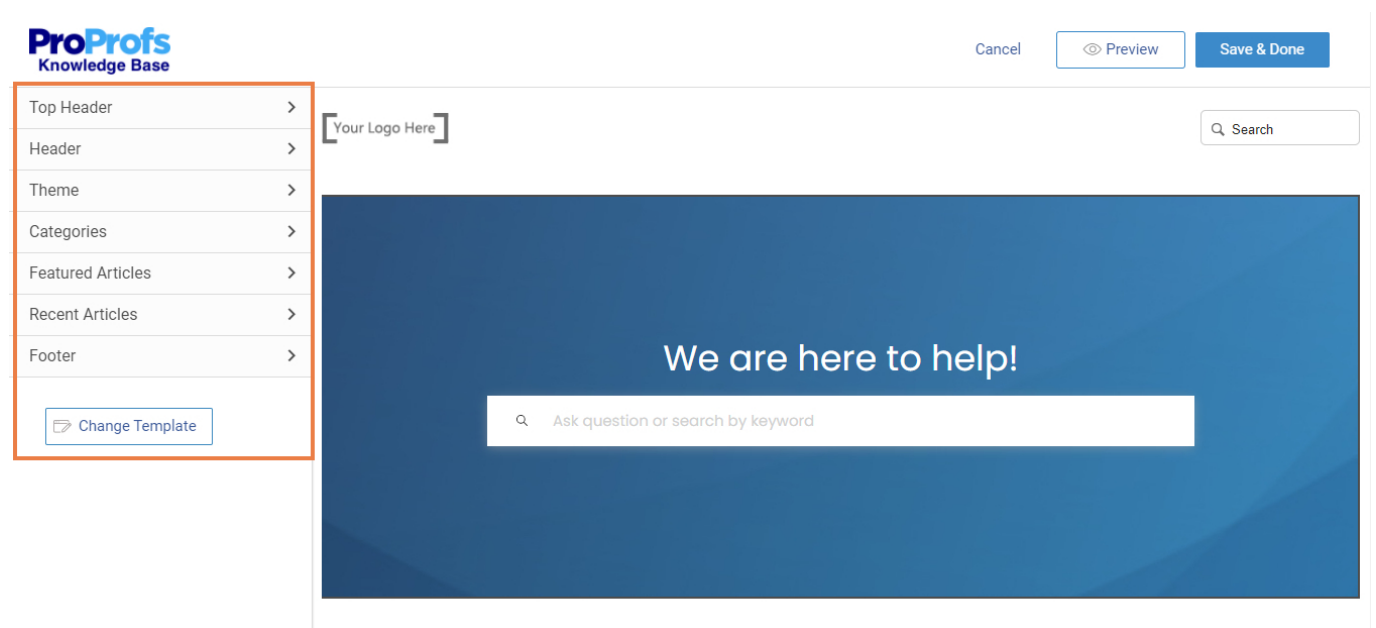 ProProfs
Knowledge Base
Cancel
Preview
Save & Done
Top Header
Header
Theme
Categories
Featured Articles
Recent Articles
Footer
Change Template
Your Logo Here
Search
We are here to help!
Ask question or search by keyword